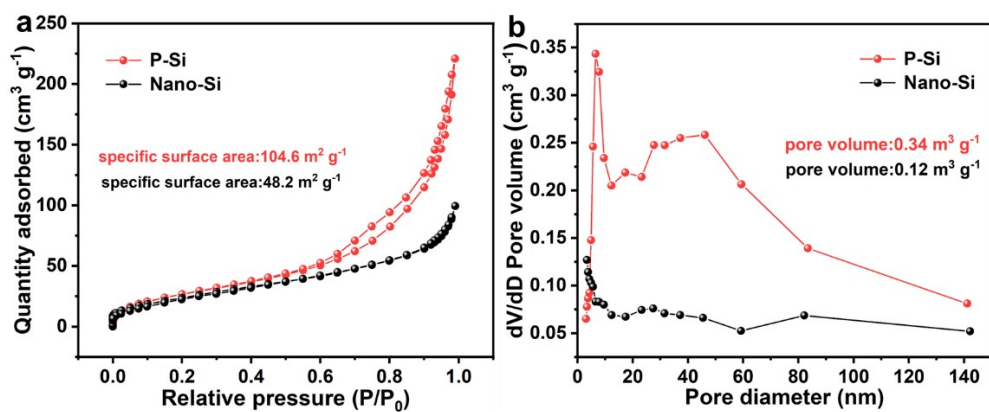 a
250
200
150
100
50
0
Quantity adsorbed (cm³ g⁻¹)
P-Si
Nano-Si
specific surface area:104.6 m² g⁻¹
specific surface area:48.2 m² g⁻¹
0.0 0.2 0.4 0.6 0.8 1.0
Relative pressure (P/P₀)
b
0.35
0.30
0.25
0.20
0.15
0.10
0.05
dV/dD Pore volume (cm³ g⁻¹)
P-Si
Nano-Si
pore volume:0.34 m³ g⁻¹
pore volume:0.12 m³ g⁻¹
0 20 40 60 80 100 120 140
Pore diameter (nm)